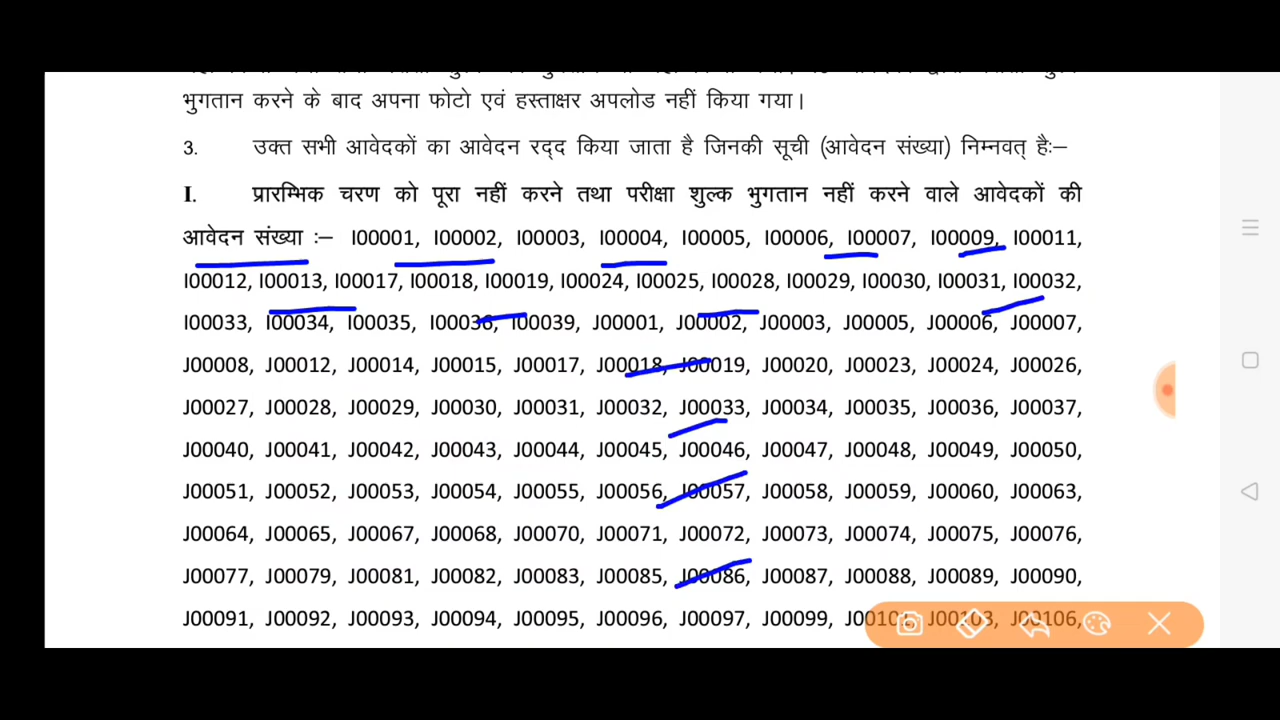 भुगतान करने के बाद अपना फोटो एवं हस्ताक्षर अपलोड नहीं किया गया।
3. उक्त सभी आवेदकों का आवेदन रद्द किया जाता है जिनकी सूची (आवेदन संख्या) निम्नवत् हैः–
I. प्रारम्भिक चरण को पूरा नहीं करने तथा परीक्षा शुल्क भुगतान नहीं करने वाले आवेदकों की
आवेदन संख्या :– I00001, I00002, I00003, I00004, I00005, I00006, I00007, I00009, I00011,
I00012, I00013, I00017, I00018, I00019, I00024, I00025, I00028, I00029, I00030, I00031, I00032,
I00033, I00034, I00035, I00036, I00039, J00001, J00002, J00003, J00005, J00006, J00007,
J00008, J00012, J00014, J00015, J00017, J00018, J00019, J00020, J00023, J00024, J00026,
J00027, J00028, J00029, J00030, J00031, J00032, J00033, J00034, J00035, J00036, J00037,
J00040, J00041, J00042, J00043, J00044, J00045, J00046, J00047, J00048, J00049, J00050,
J00051, J00052, J00053, J00054, J00055, J00056, J00057, J00058, J00059, J00060, J00063,
J00064, J00065, J00067, J00068, J00070, J00071, J00072, J00073, J00074, J00075, J00076,
J00077, J00079, J00081, J00082, J00083, J00085, J00086, J00087, J00088, J00089, J00090,
J00091, J00092, J00093, J00094, J00095, J00096, J00097, J00099, J00103, J00106,